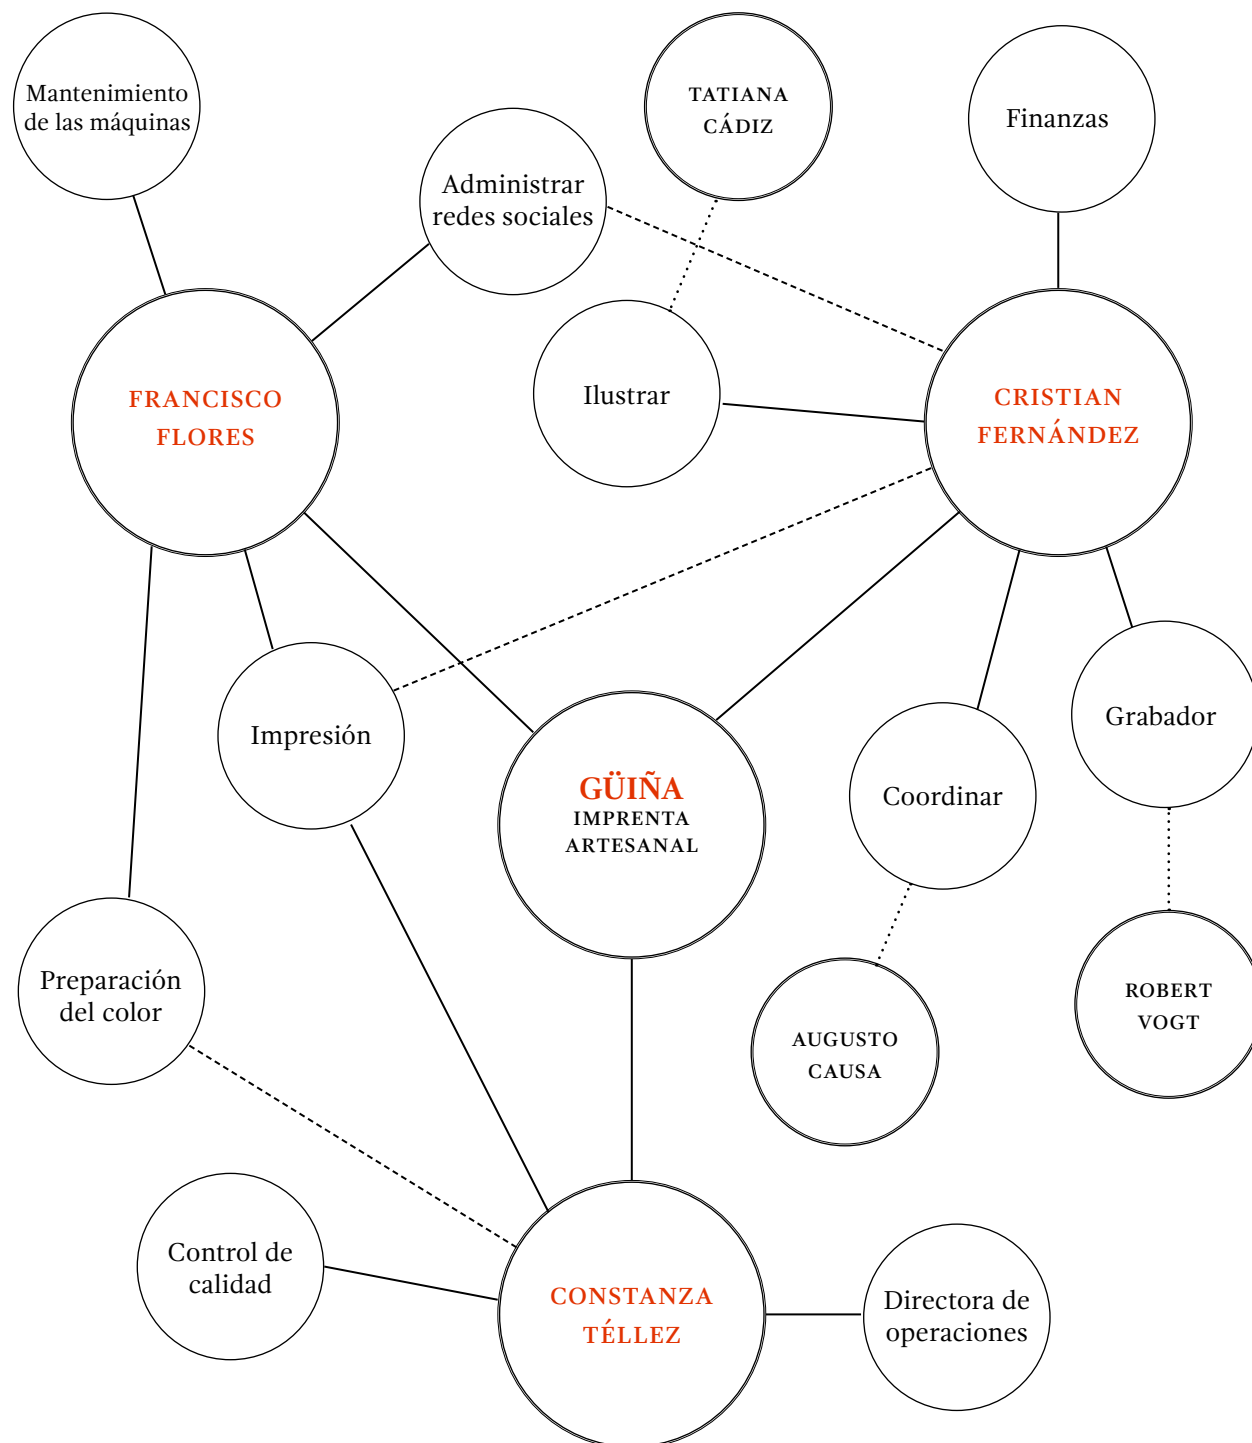 Mantenimiento
de las máquinas
TATIANA
CÁDIZ
Finanzas
Administrar
redes sociales
FRANCISCO
FLORES
Ilustrar
CRISTIAN
FERNÁNDEZ
Impresión
GÜIÑA
IMPRENTA
ARTESANAL
Coordinar
Grabador
Preparación
del color
AUGUSTO
CAUSA
ROBERT
VOGT
Control de
calidad
CONSTANZA
TÉLLEZ
Directora de
operaciones